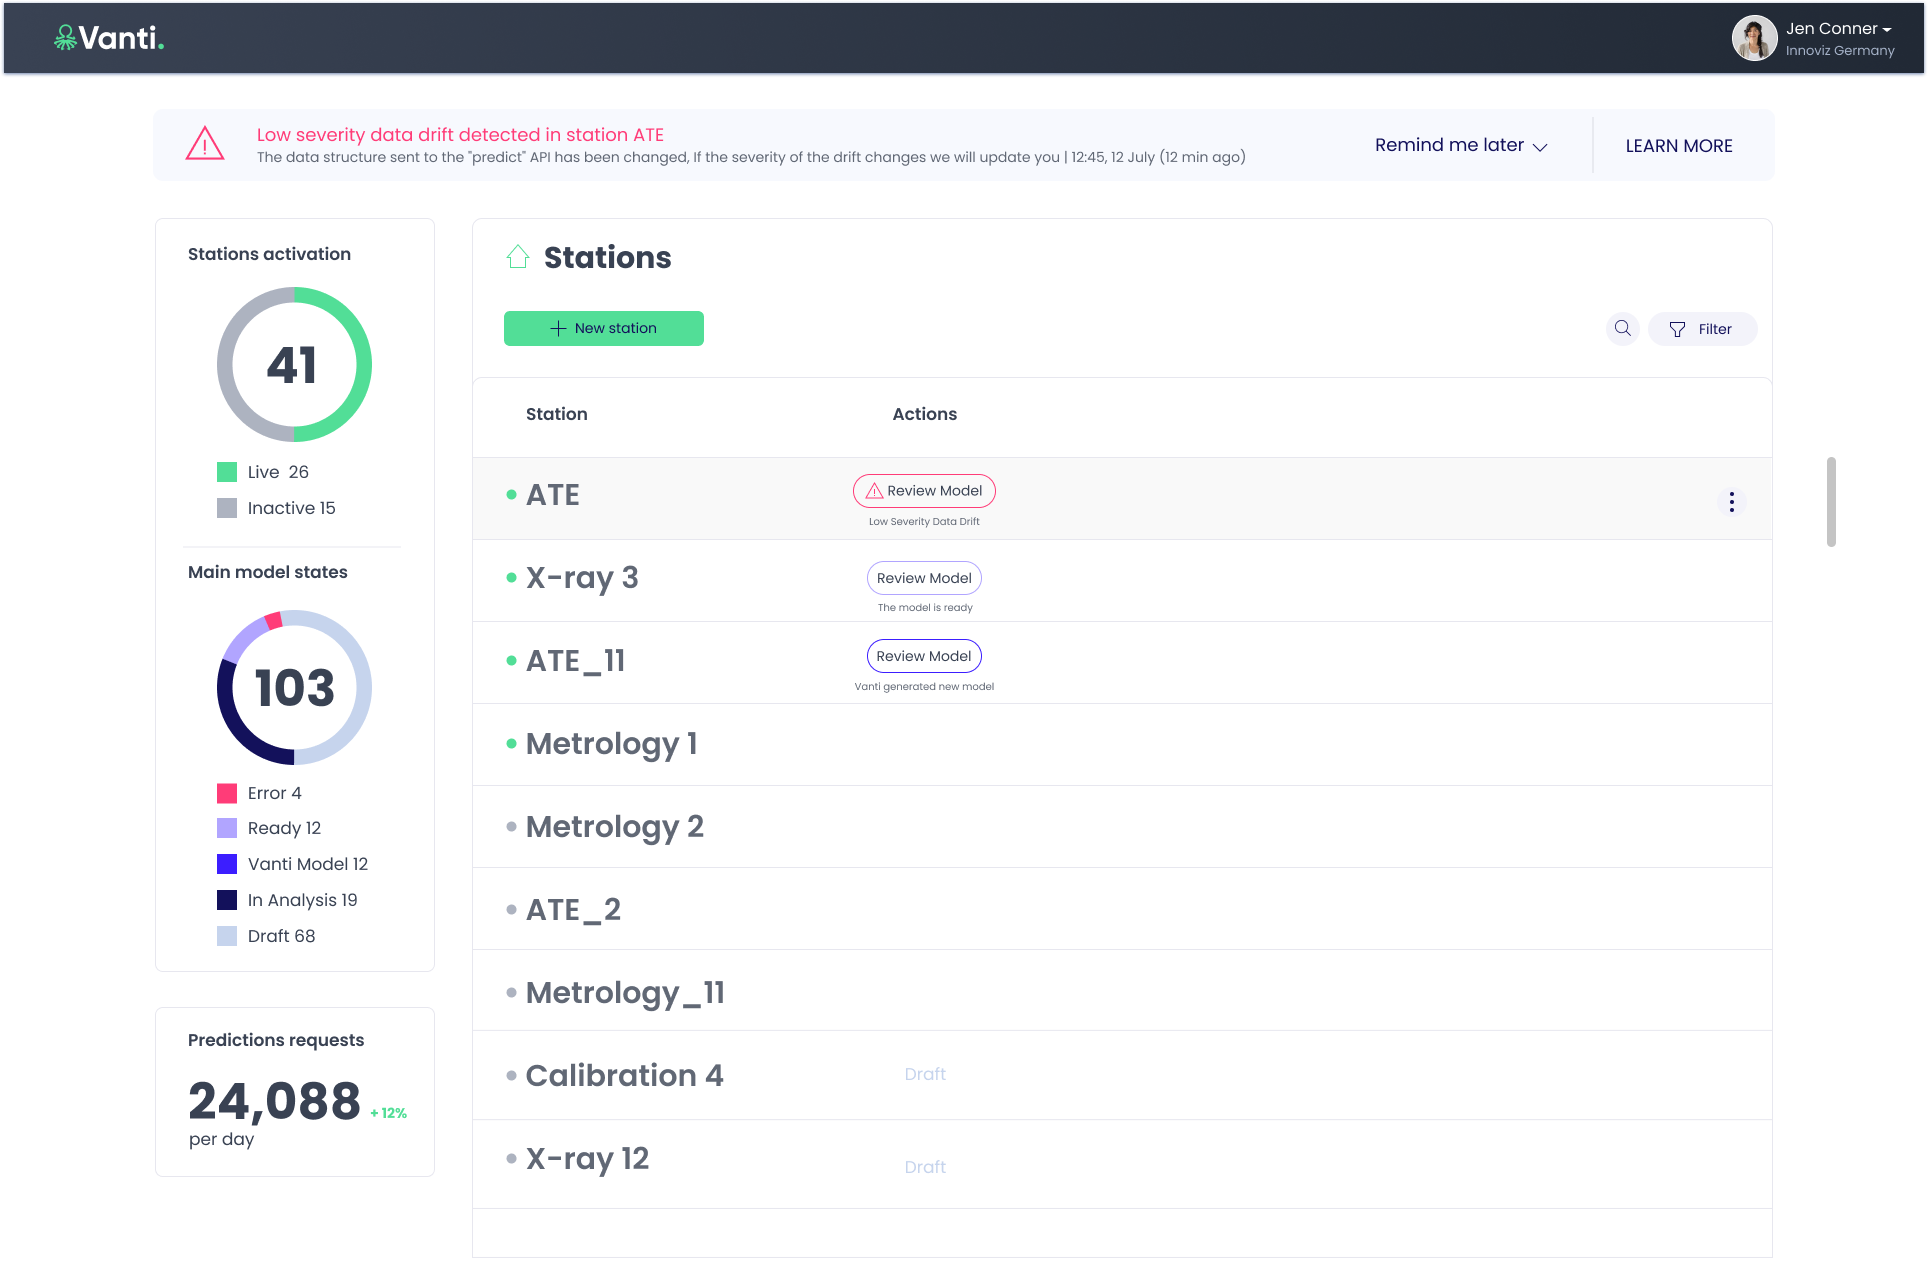 Vanti.
Jen Conner
Innoviz Germany
Low severity data drift detected in station ATE
The data structure sent to the "predict" API has been changed, If the severity of the drift changes we will update you | 12:45, 12 July (12 min ago)
Remind me later
LEARN MORE
Stations activation
41
Live 26
Inactive 15
Main model states
103
Error 4
Ready 12
Vanti Model 12
In Analysis 19
Draft 68
Predictions requests
24,088 + 12%
per day
Stations
New station
Filter
Station Actions
ATE
Review Model
Low Severity Data Drift
X-ray 3
Review Model
The model is ready
ATE_11
Review Model
Vanti generated new model
Metrology 1
Metrology 2
ATE_2
Metrology_11
Calibration 4 Draft
X-ray 12 Draft